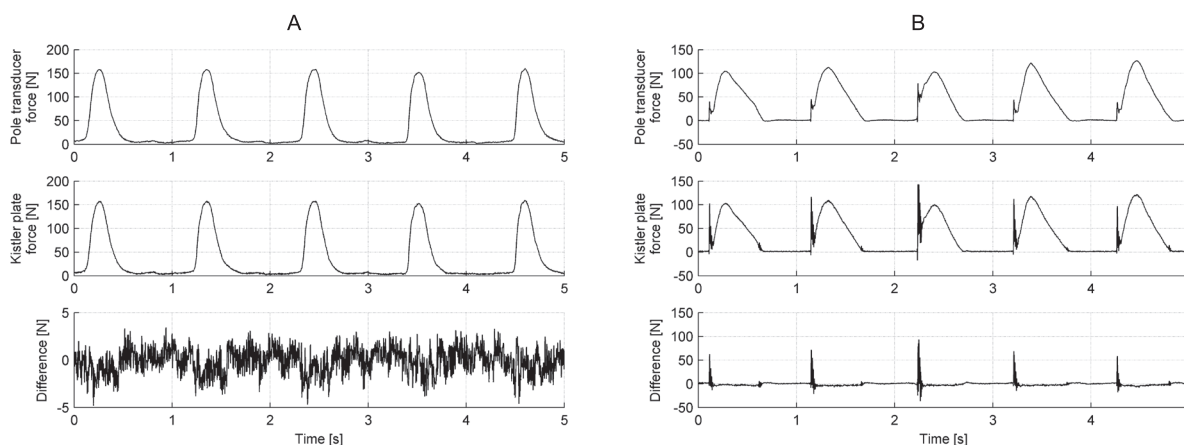 A
Pole transducer
force [N]
200
150
100
50
0
0 1 2 3 4 5
Kistler plate
force [N]
200
150
100
50
0
0 1 2 3 4 5
Difference [N]
5
0
-5
0 1 2 3 4 5
Time [s]
B
Pole transducer
force [N]
150
100
50
0
-50
0 1 2 3 4
Kistler plate
force [N]
150
100
50
0
-50
0 1 2 3 4
Difference [N]
150
100
50
0
-50
0 1 2 3 4
Time [s]